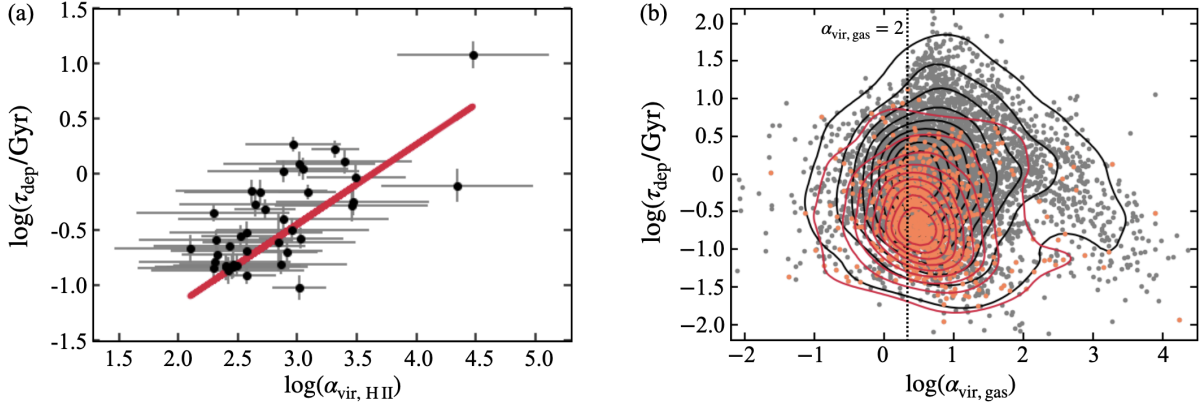 (a)
1.0
0.5
0
-0.5
-1.0
-1.5
log(τdep/Gyr)
1.5 2.0 2.5 3.0 3.5 4.0 4.5 5.0
log(αvir, H II)
(b)
2.0
1.5
1.0
0.5
0
−0.5
−1.0
−1.5
−2.0
log(τdep/Gyr)
αvir, gas = 2
−2 −1 0 1 2 3 4
log(αvir, gas)